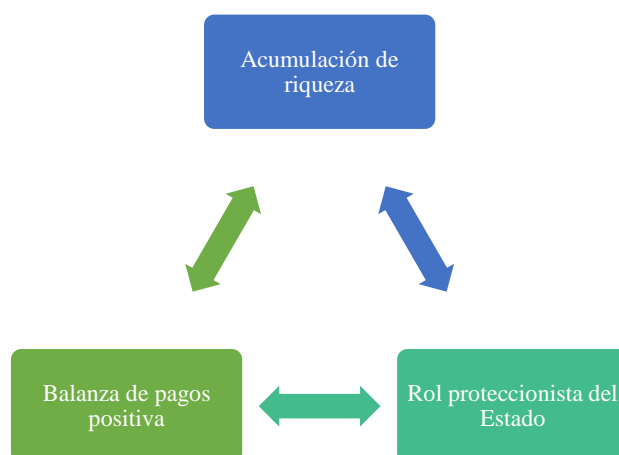 Acumulación de
riqueza
Balanza de pagos
positiva
Rol proteccionista del
Estado